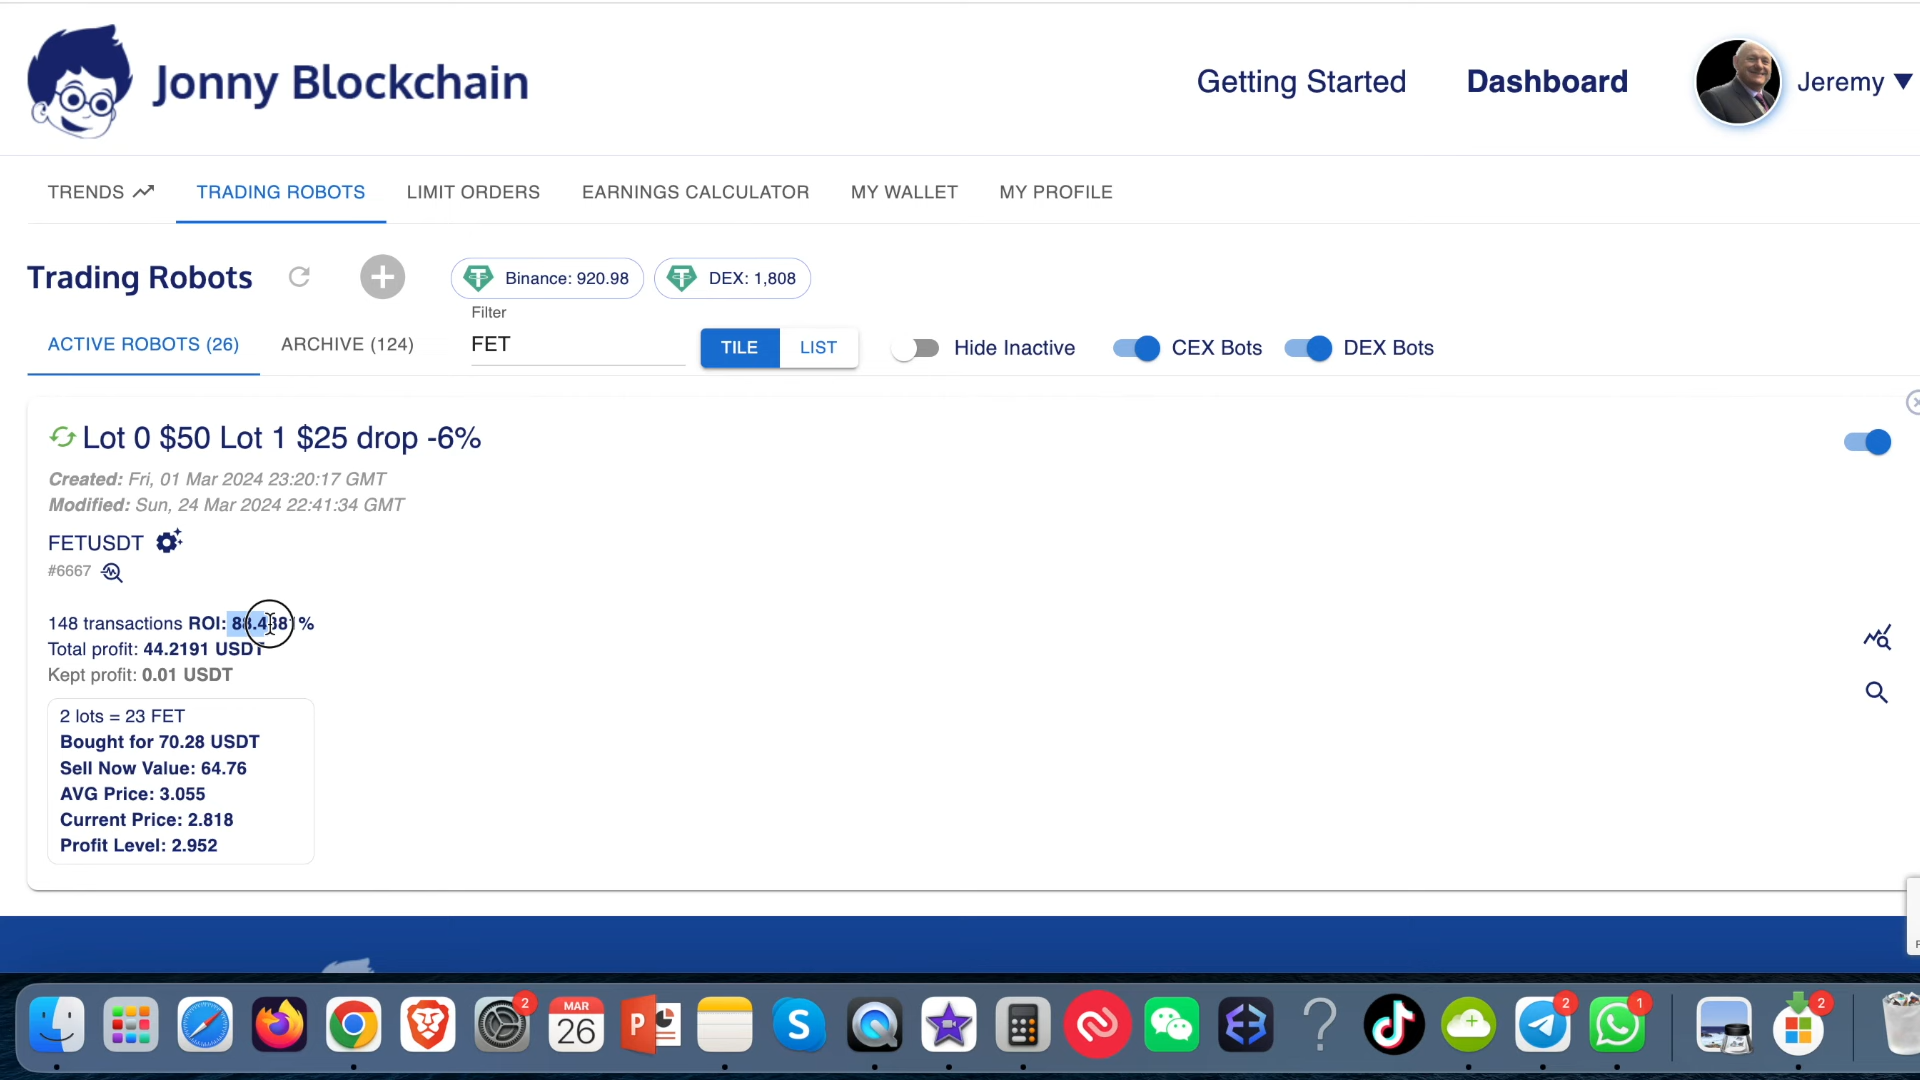 Jonny Blockchain
Getting Started
Dashboard
Jeremy
TRENDS
TRADING ROBOTS
LIMIT ORDERS
EARNINGS CALCULATOR
MY WALLET
MY PROFILE
Trading Robots
Binance: 920.98
DEX: 1,808
Filter
ACTIVE ROBOTS (26)
ARCHIVE (124)
FET
TILE
LIST
Hide Inactive
CEX Bots
DEX Bots
Lot 0 $50 Lot 1 $25 drop -6%
Created: Fri, 01 Mar 2024 23:20:17 GMT
Modified: Sun, 24 Mar 2024 22:41:34 GMT
FETUSDT
#6667
148 transactions ROI: %
Total profit: 44.2191 USDT
Kept profit: 0.01 USDT
2 lots = 23 FET
Bought for 70.28 USDT
Sell Now Value: 64.76
AVG Price: 3.055
Current Price: 2.818
Profit Level: 2.952
2
MAR
26
P
S
?
2
1
2